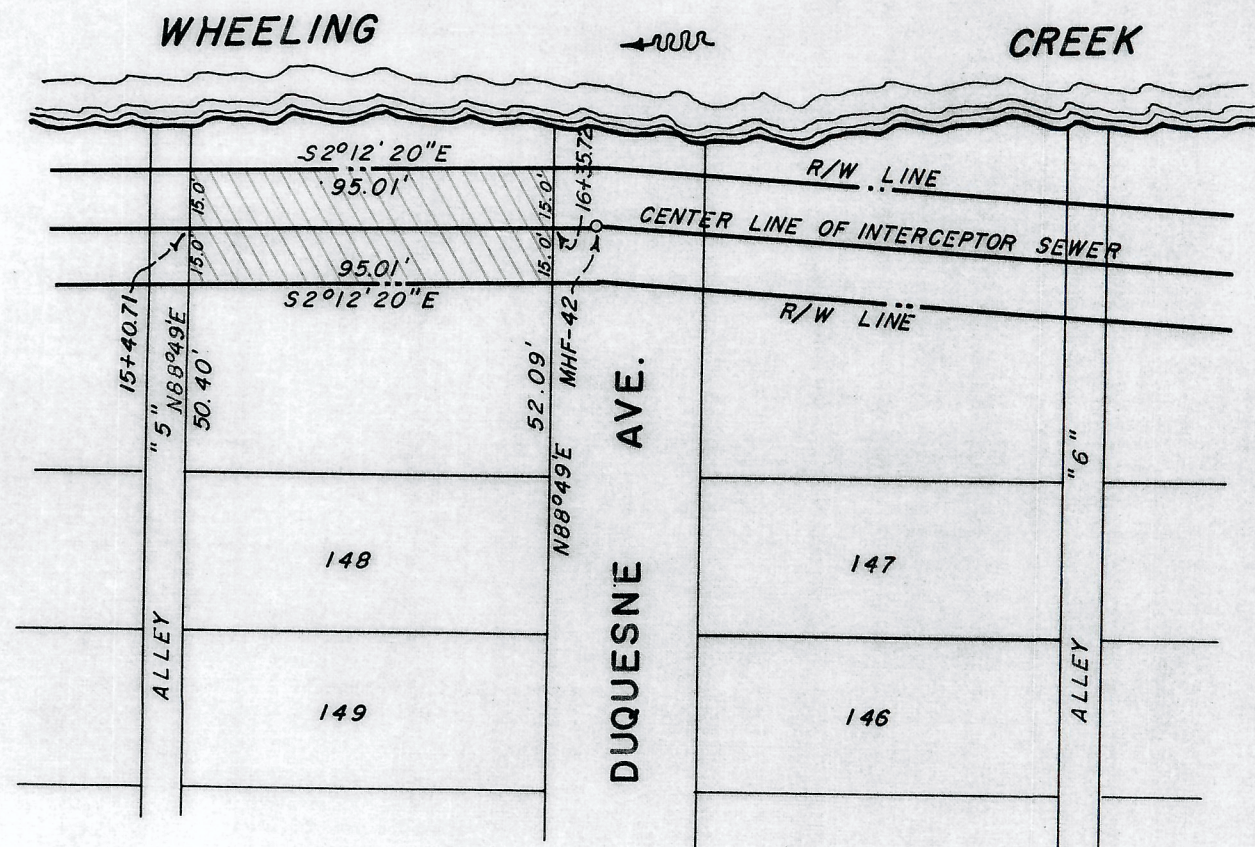 WHEELING
CREEK
S2°12'20"E
95.01'
15.0'
15.0'
16+35.72
R/W LINE
CENTER LINE OF INTERCEPTOR SEWER
15.0'
15.0'
95.01'
S2°12'20"E
R/W LINE
MHF-42
15+40.71
N88°49'E
50.40'
52.09'
N88°49'E
"5"
ALLEY
DUQUESNE AVE.
"6"
ALLEY
148
147
149
146